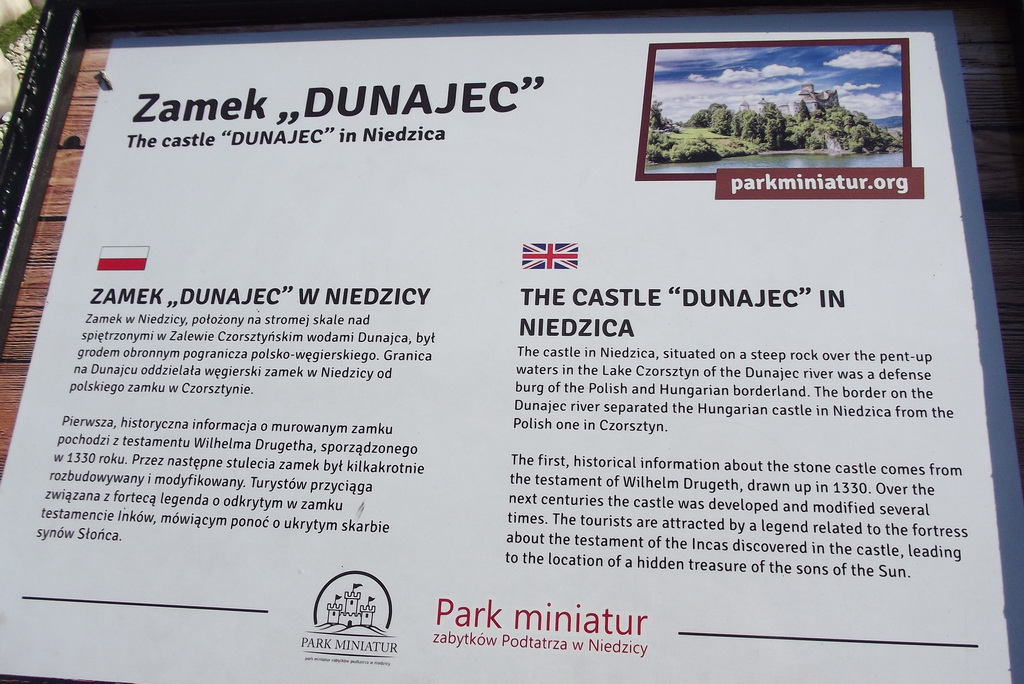 Zamek „DUNAJEC”
The castle “DUNAJEC” in Niedzica
parkminiatur.org
ZAMEK „DUNAJEC” W NIEDZICY
Zamek w Niedzicy, położony na stromej skale nad
spiętrzonymi w Zalewie Czorsztyńskim wodami Dunajca, był
grodem obronnym pogranicza polsko-węgierskiego. Granica
na Dunajcu oddzielała węgierski zamek w Niedzicy od
polskiego zamku w Czorsztynie.
Pierwsza, historyczna informacja o murowanym zamku
pochodzi z testamentu Wilhelma Drugetha, sporządzonego
w 1330 roku. Przez następne stulecia zamek był kilkakrotnie
rozbudowywany i modyfikowany. Turystów przyciąga
związana z fortecą legenda o odkrytym w zamku
testamencie Inków, mówiącym ponoć o ukrytym skarbie
synów Słońca.
THE CASTLE “DUNAJEC” IN
NIEDZICA
The castle in Niedzica, situated on a steep rock over the pent-up
waters in the Lake Czorsztyn of the Dunajec river was a defense
burg of the Polish and Hungarian borderland. The border on the
Dunajec river separated the Hungarian castle in Niedzica from the
Polish one in Czorsztyn.
The first, historical information about the stone castle comes from
the testament of Wilhelm Drugeth, drawn up in 1330. Over the
next centuries the castle was developed and modified several
times. The tourists are attracted by a legend related to the fortress
about the testament of the Incas discovered in the castle, leading
to the location of a hidden treasure of the sons of the Sun.
PARK MINIATUR
park miniatur zabytków podtatrza w niedzicy
Park miniatur
zabytków Podtatrza w Niedzicy